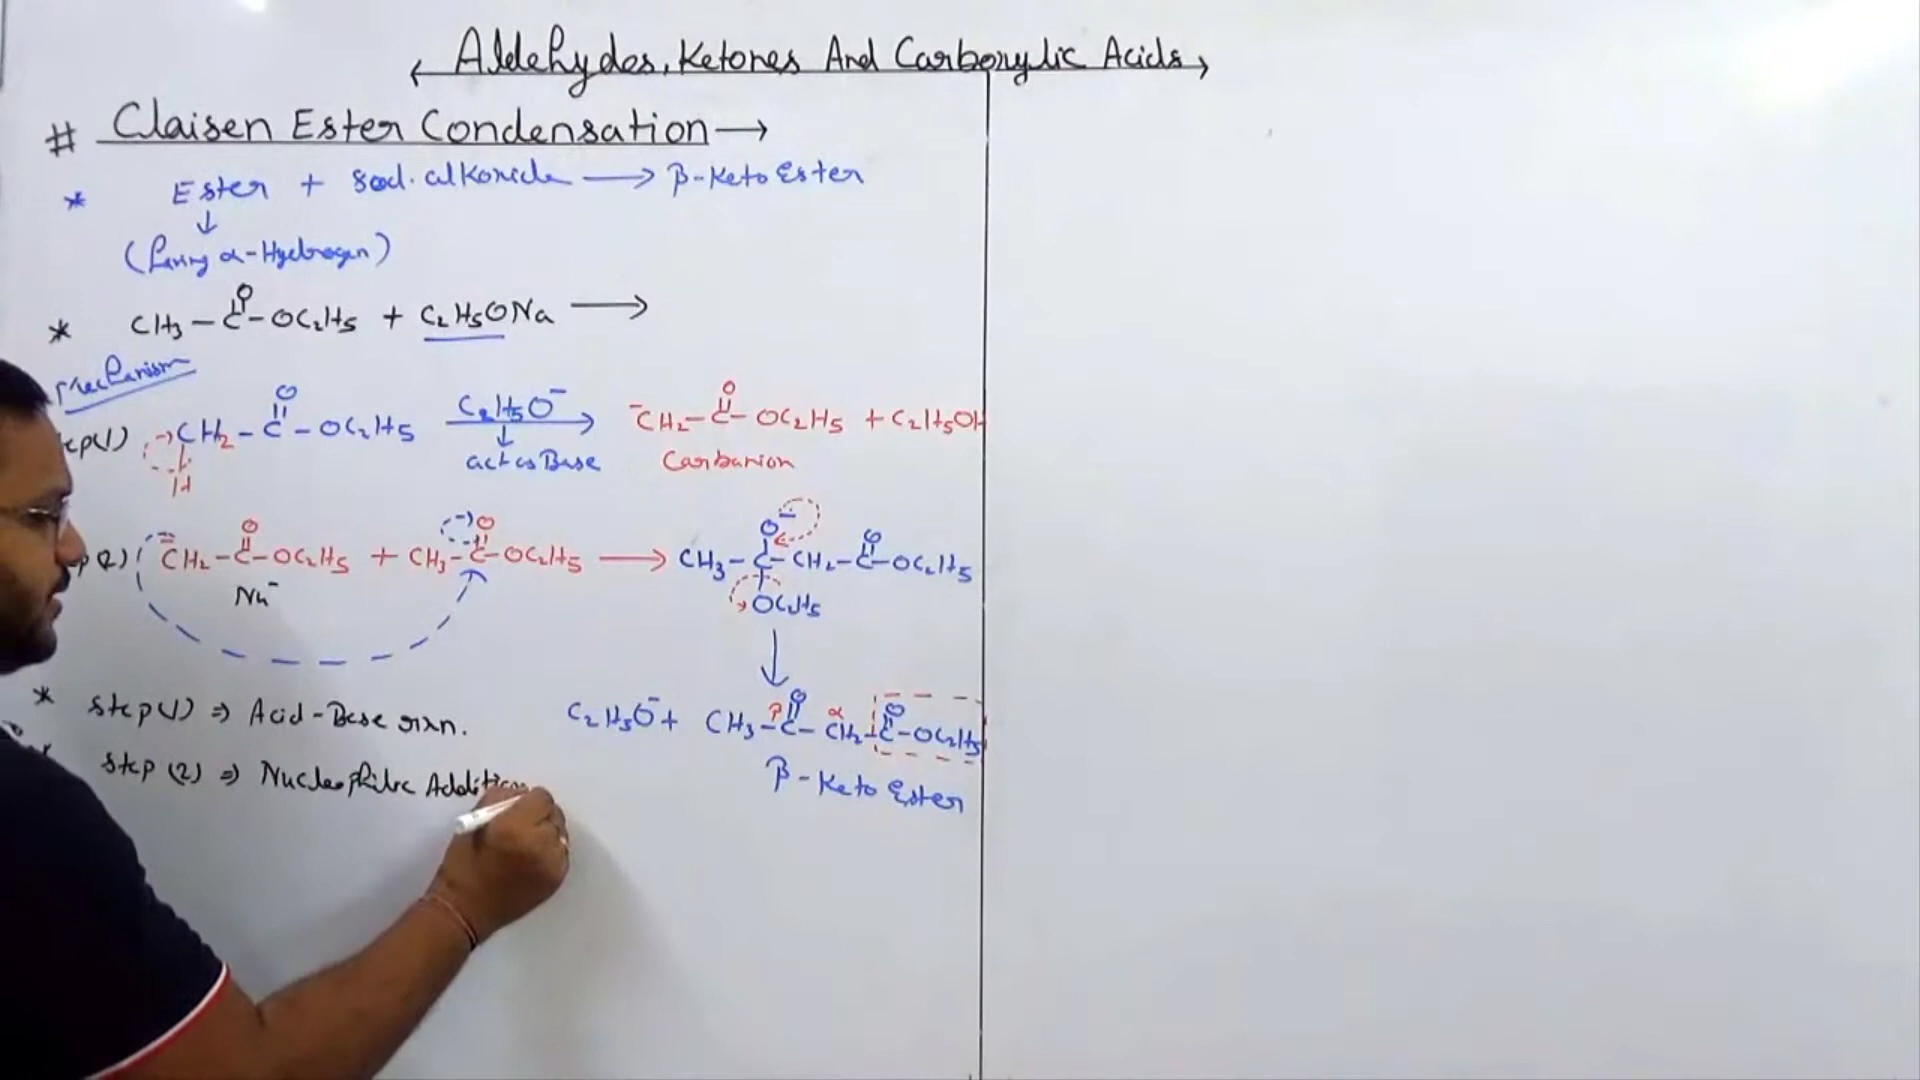 Aldehydes, Ketones And Carboxylic Acids
# Claisen Ester Condensation →
* Ester + sod. alkoxide → β-Keto Ester
↓
(having α-Hydrogen)
O
* CH3 – C – OC2H5 + C2H5ONa →
Mechanism
O C2H5O⁻ O
(1) CH2 – C – OC2H5 → ⁻CH2 – C – OC2H5 + C2H5OH
H ↓ act as Base Carbanion
O O O⁻ O
2) ⁻CH2 – C – OC2H5 + CH3 – C – OC2H5 → CH3 – C – CH2 – C – OC2H5
Nu⁻ OC2H5
↓
* step (1) ⇒ Acid-Base rxn.
β O α O
C2H5O⁻ + CH3 – C – CH2 – C – OC2H5
step (2) ⇒ Nucleophilic Addition
β-Keto Ester